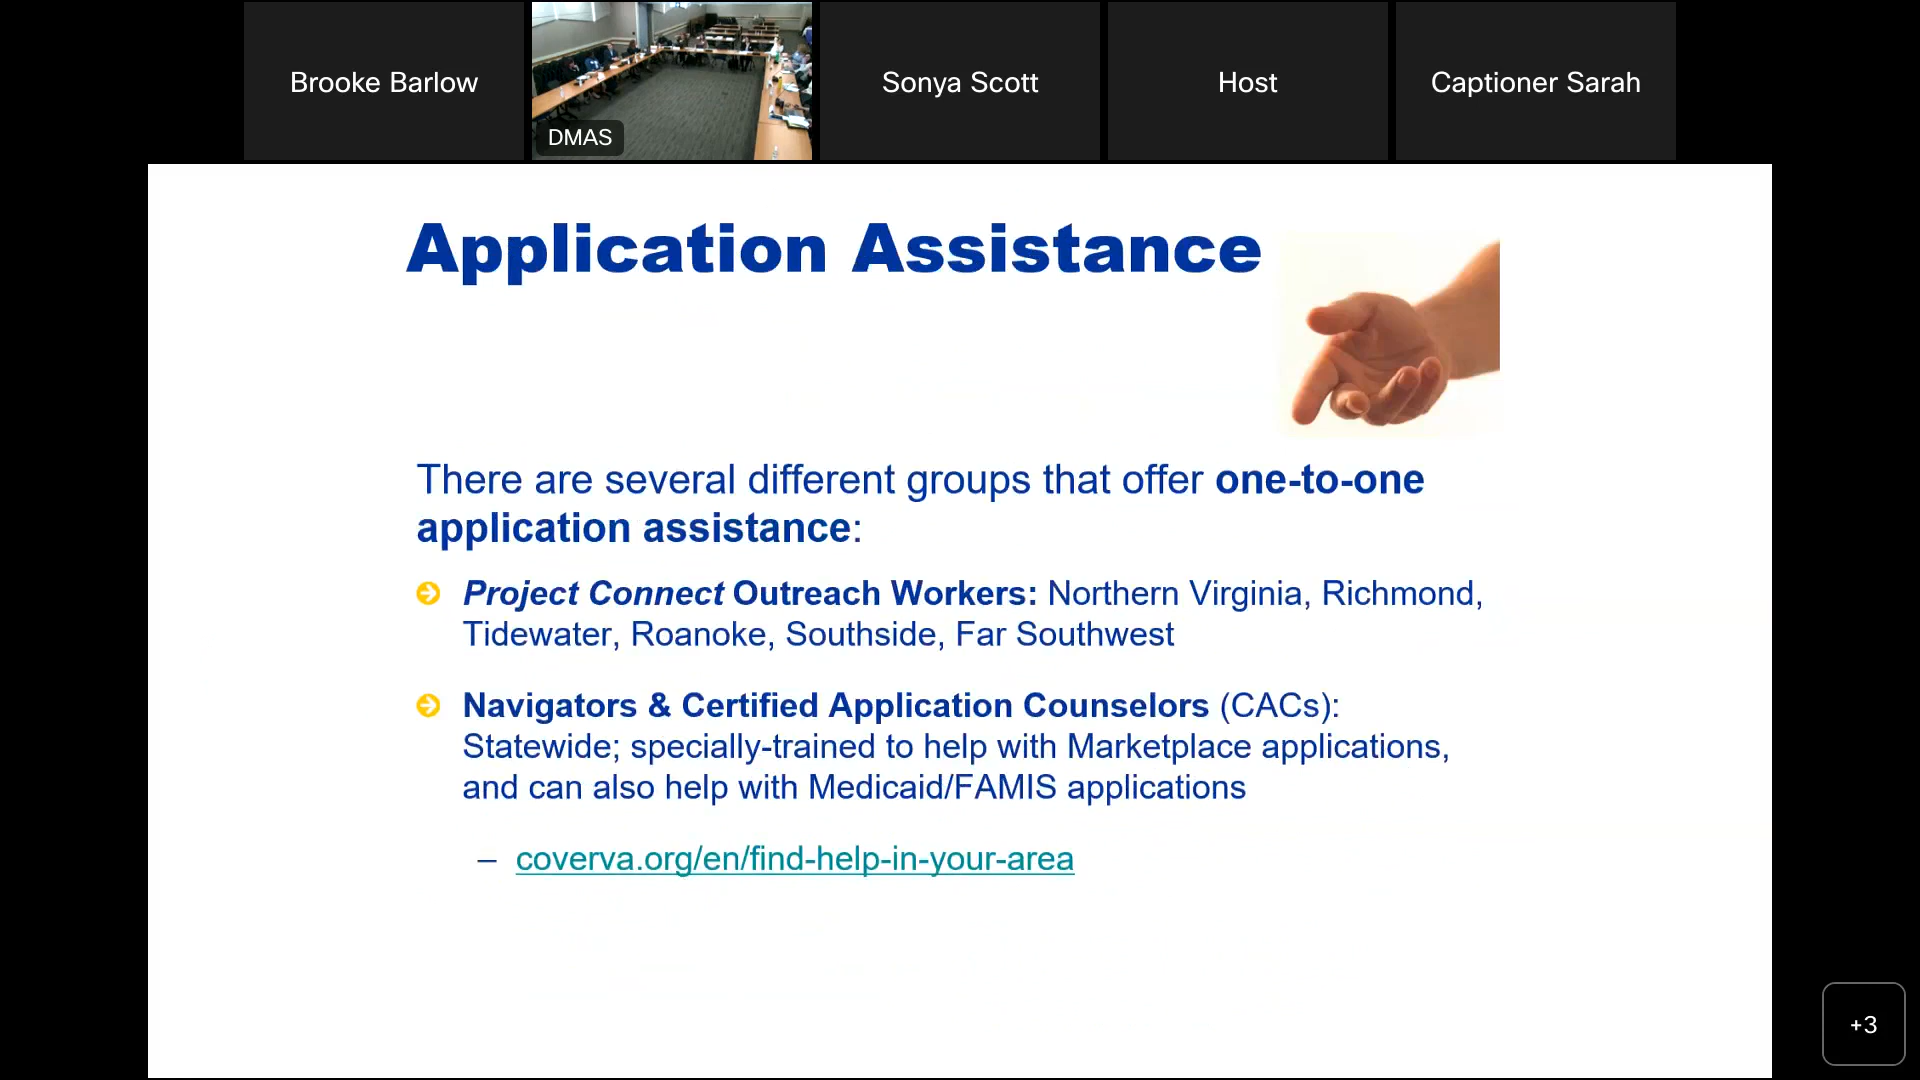 Brooke Barlow
DMAS
Sonya Scott
Host
Captioner Sarah
Application Assistance
There are several different groups that offer one-to-one
application assistance:
Project Connect Outreach Workers: Northern Virginia, Richmond,
Tidewater, Roanoke, Southside, Far Southwest
Navigators & Certified Application Counselors (CACs):
Statewide; specially-trained to help with Marketplace applications,
and can also help with Medicaid/FAMIS applications
– coverva.org/en/find-help-in-your-area
+3